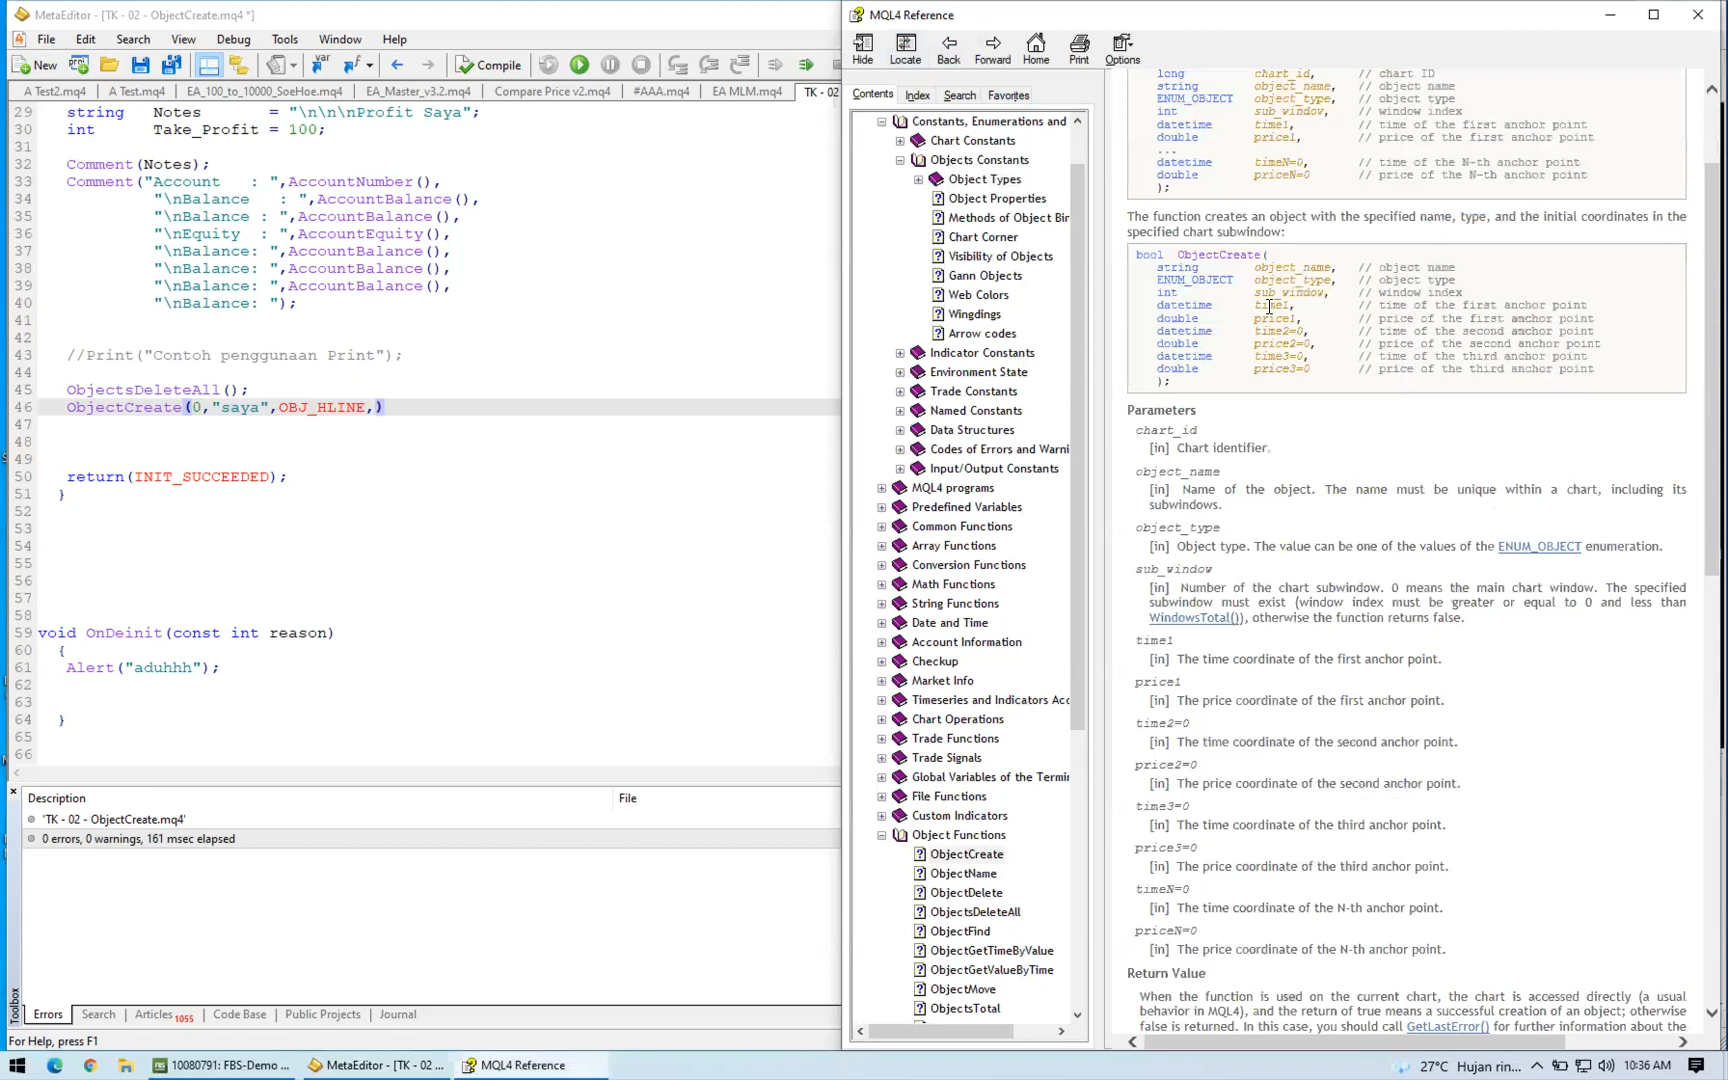 MetaEditor - [TK - 02 - ObjectCreate.mq4 *]
File Edit Search View Debug Tools Window Help
New Compile
A Test2.mq4 A Test.mq4 EA_100_to_10000_SoeHoe.mq4 EA_Master_v3.2.mq4 Compare Price v2.mq4 #AAA.mq4 EA MLM.mq4 TK - 02
29 string Notes = "\n\n\nProfit Saya";
30 int Take_Profit = 100;
31
32 Comment(Notes);
33 Comment("Account : ",AccountNumber(),
34 "\nBalance : ",AccountBalance(),
35 "\nBalance : ",AccountBalance(),
36 "\nEquity : ",AccountEquity(),
37 "\nBalance: ",AccountBalance(),
38 "\nBalance: ",AccountBalance(),
39 "\nBalance: ",AccountBalance(),
40 "\nBalance: ");
41
42
43 //Print("Contoh penggunaan Print");
44
45 ObjectsDeleteAll();
46 ObjectCreate(0,"saya",OBJ_HLINE,)
47
48
49
50 return(INIT_SUCCEEDED);
51 }
52
53
54
55
56
57
58
59 void OnDeinit(const int reason)
60 {
61 Alert("aduhhh");
62
63
64 }
65
66
Description File
'TK - 02 - ObjectCreate.mq4'
0 errors, 0 warnings, 161 msec elapsed
Toolbox
Errors Search Articles 1055 Code Base Public Projects Journal
For Help, press F1
MQL4 Reference
Hide Locate Back Forward Home Print Options
Contents Index Search Favorites
Constants, Enumerations and
Chart Constants
Objects Constants
Object Types
Object Properties
Methods of Object Bin
Chart Corner
Visibility of Objects
Gann Objects
Web Colors
Wingdings
Arrow codes
Indicator Constants
Environment State
Trade Constants
Named Constants
Data Structures
Codes of Errors and Warni
Input/Output Constants
MQL4 programs
Predefined Variables
Common Functions
Array Functions
Conversion Functions
Math Functions
String Functions
Date and Time
Account Information
Checkup
Market Info
Timeseries and Indicators Acc
Chart Operations
Trade Functions
Trade Signals
Global Variables of the Termin
File Functions
Custom Indicators
Object Functions
ObjectCreate
ObjectName
ObjectDelete
ObjectsDeleteAll
ObjectFind
ObjectGetTimeByValue
ObjectGetValueByTime
ObjectMove
ObjectsTotal
long chart_id, // chart ID
string object_name, // object name
ENUM_OBJECT object_type, // object type
int sub_window, // window index
datetime time1, // time of the first anchor point
double price1, // price of the first anchor point
...
datetime timeN=0, // time of the N-th anchor point
double priceN=0 // price of the N-th anchor point
);
The function creates an object with the specified name, type, and the initial coordinates in the
specified chart subwindow:
bool ObjectCreate(
string object_name, // object name
ENUM_OBJECT object_type, // object type
int sub_window, // window index
datetime time1, // time of the first anchor point
double price1, // price of the first anchor point
datetime time2=0, // time of the second anchor point
double price2=0, // price of the second anchor point
datetime time3=0, // time of the third anchor point
double price3=0 // price of the third anchor point
);
Parameters
chart_id
[in] Chart identifier.
object_name
[in] Name of the object. The name must be unique within a chart, including its
subwindows.
object_type
[in] Object type. The value can be one of the values of the ENUM_OBJECT enumeration.
sub_window
[in] Number of the chart subwindow. 0 means the main chart window. The specified
subwindow must exist (window index must be greater or equal to 0 and less than
WindowsTotal()), otherwise the function returns false.
time1
[in] The time coordinate of the first anchor point.
price1
[in] The price coordinate of the first anchor point.
time2=0
[in] The time coordinate of the second anchor point.
price2=0
[in] The price coordinate of the second anchor point.
time3=0
[in] The time coordinate of the third anchor point.
price3=0
[in] The price coordinate of the third anchor point.
timeN=0
[in] The time coordinate of the N-th anchor point.
priceN=0
[in] The price coordinate of the N-th anchor point.
Return Value
When the function is used on the current chart, the chart is accessed directly (a usual
behavior in MQL4), and the return of true means a successful creation of an object; otherwise
false is returned. In this case, you should call GetLastError() for further information about the
10080791: FBS-Demo ... MetaEditor - [TK - 02 ... MQL4 Reference 27°C Hujan rin... 10:36 AM